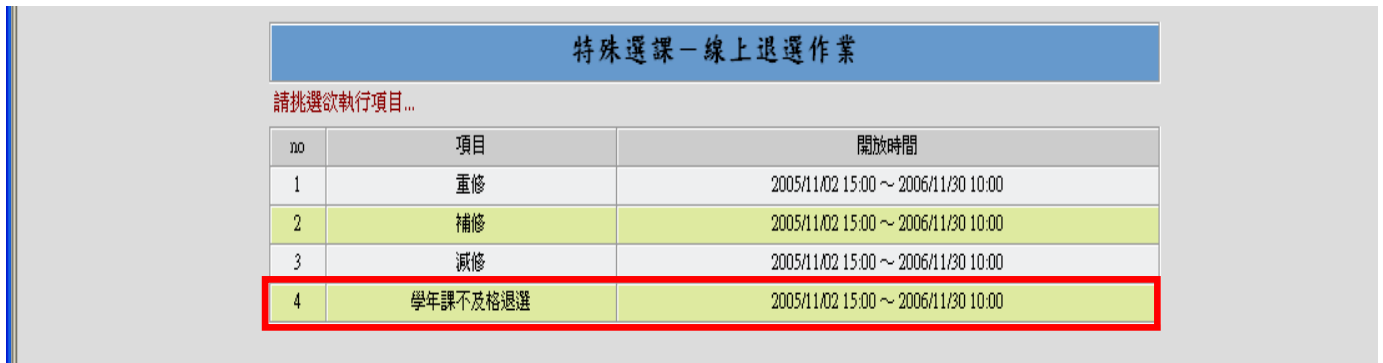 特殊選課－線上退選作業
請挑選欲執行項目...
no 項目 開放時間
1 重修 2005/11/02 15:00 ～ 2006/11/30 10:00
2 補修 2005/11/02 15:00 ～ 2006/11/30 10:00
3 減修 2005/11/02 15:00 ～ 2006/11/30 10:00
4 學年課不及格退選 2005/11/02 15:00 ～ 2006/11/30 10:00